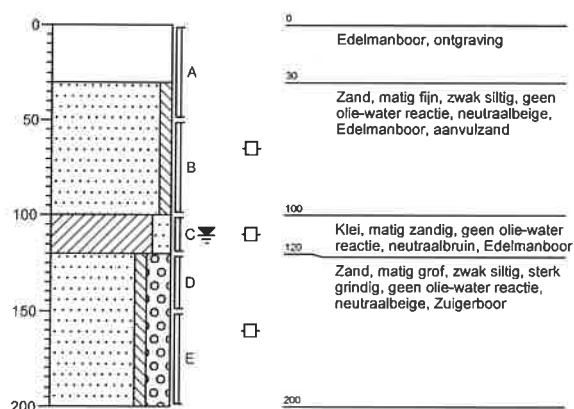 0
50
100
150
200
A
B
C
D
E
0
Edelmanboor, ontgraving
30
Zand, matig fijn, zwak siltig, geen
olie-water reactie, neutraalbeige,
Edelmanboor, aanvulzand
100
Klei, matig zandig, geen olie-water
reactie, neutraalbruin, Edelmanboor
120
Zand, matig grof, zwak siltig, sterk
grindig, geen olie-water reactie,
neutraalbeige, Zuigerboor
200